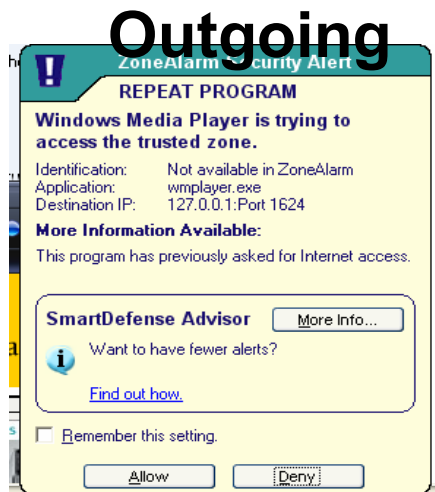 Outgoing
ZoneAlarm Security Alert
REPEAT PROGRAM
Windows Media Player is trying to
access the trusted zone.
Identification: Not available in ZoneAlarm
Application: wmplayer.exe
Destination IP: 127.0.0.1:Port 1624
More Information Available:
This program has previously asked for Internet access.
SmartDefense Advisor More Info...
Want to have fewer alerts?
Find out how.
Remember this setting.
Allow Deny